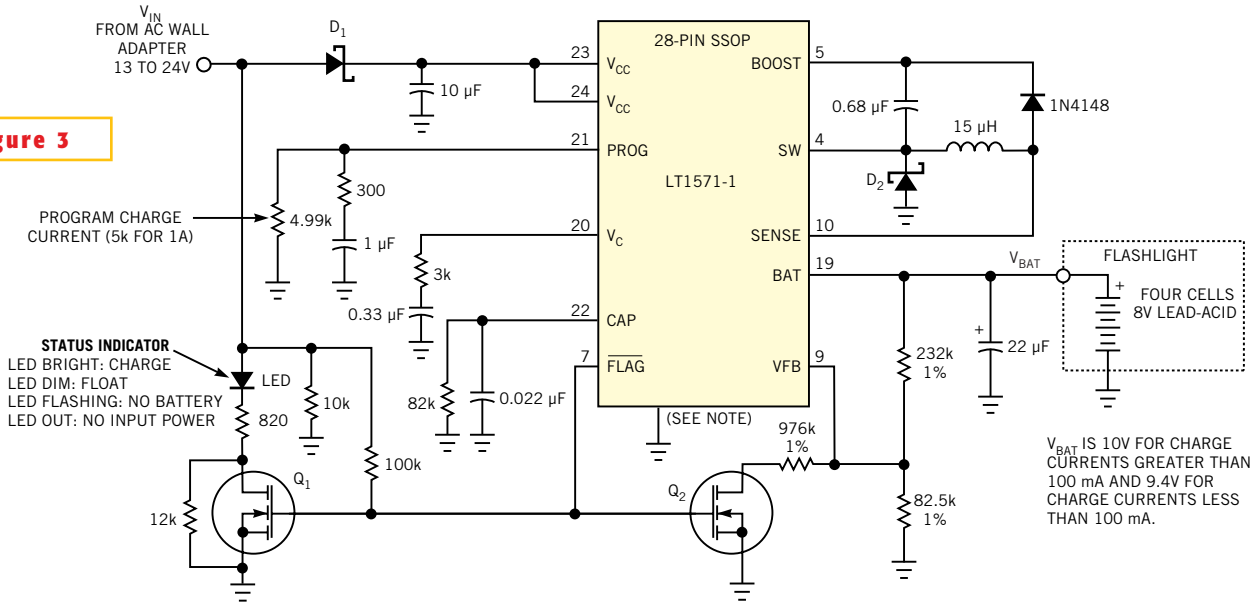 V_IN
FROM AC WALL
ADAPTER
13 TO 24V
D1
10 µF
28-PIN SSOP
LT1571-1
23
V_CC
24
V_CC
21
PROG
20
V_C
22
CAP
7
FLAG
5
BOOST
4
SW
10
SENSE
19
BAT
9
VFB
(SEE NOTE)
0.68 µF
1N4148
15 µH
D2
gure 3
PROGRAM CHARGE
CURRENT (5k FOR 1A)
4.99k
300
1 µF
3k
0.33 µF
82k
0.022 µF
STATUS INDICATOR
LED BRIGHT: CHARGE
LED DIM: FLOAT
LED FLASHING: NO BATTERY
LED OUT: NO INPUT POWER
LED
820
10k
100k
12k
Q1
Q2
976k
1%
232k
1%
82.5k
1%
+
22 µF
V_BAT
FLASHLIGHT
+
FOUR CELLS
8V LEAD-ACID
V_BAT IS 10V FOR CHARGE
CURRENTS GREATER THAN
100 mA AND 9.4V FOR
CHARGE CURRENTS LESS
THAN 100 mA.